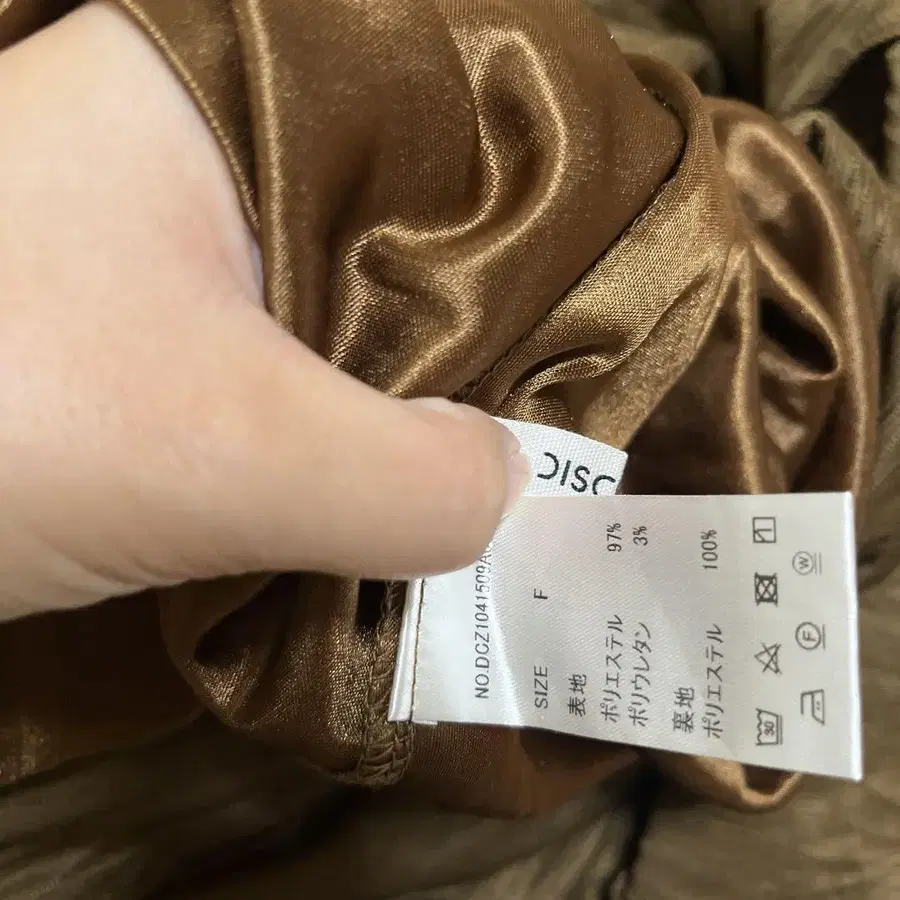 NO.DCZ1041509A
SIZE F
表地
ポリエステル 97%
ポリウレタン 3%
裏地
ポリエステル 100%
30
W
F